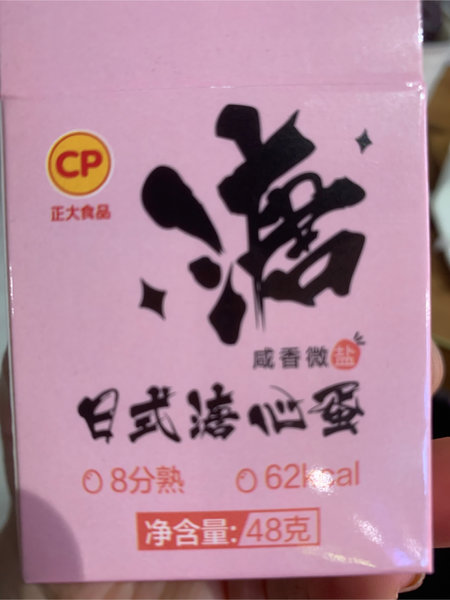 CP
正大食品
溏
咸香微盐
日式溏心蛋
8分熟 62kcal
净含量:48克